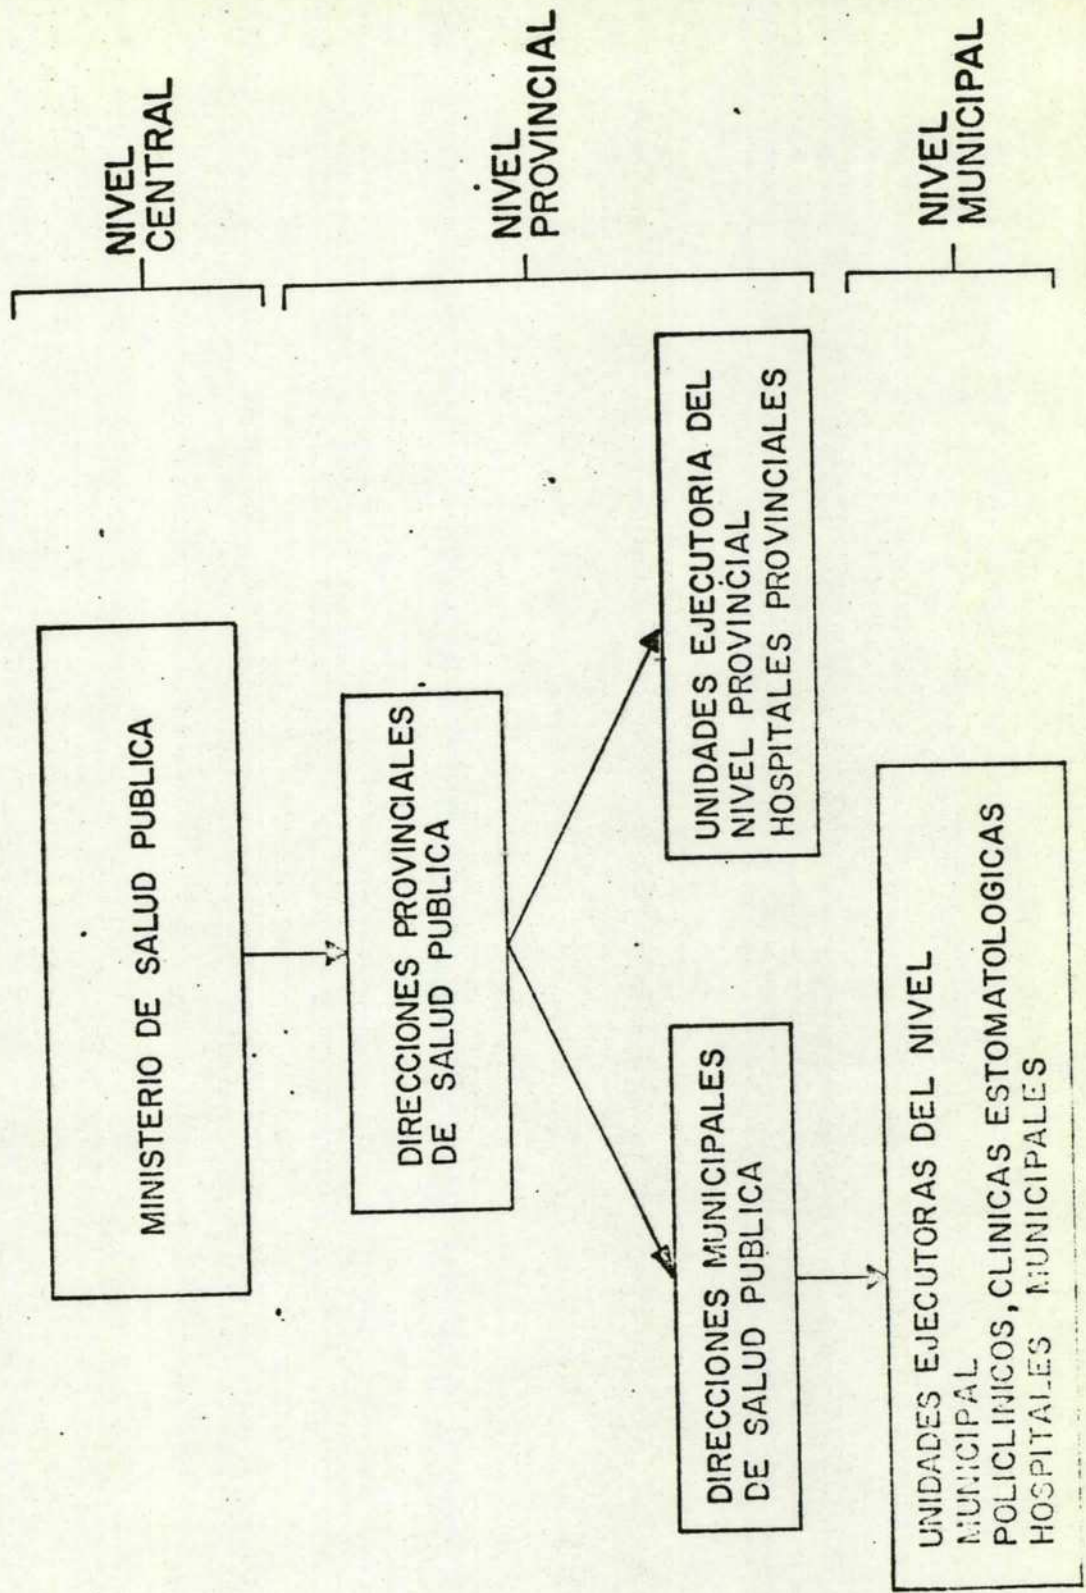 MINISTERIO DE SALUD PUBLICA
NIVEL
CENTRAL
DIRECCIONES PROVINCIALES
DE SALUD PUBLICA
NIVEL
PROVINCIAL
DIRECCIONES MUNICIPALES
DE SALUD PUBLICA
UNIDADES EJECUTORIA DEL
NIVEL PROVINCIAL
HOSPITALES PROVINCIALES
UNIDADES EJECUTORAS DEL NIVEL
MUNICIPAL
POLICLINICOS, CLINICAS ESTOMATOLOGICAS
HOSPITALES MUNICIPALES
NIVEL
MUNICIPAL